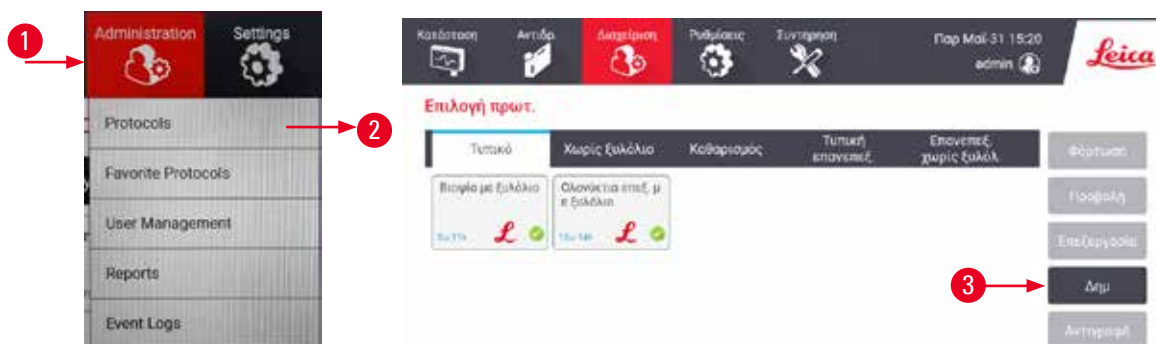 1
Administration
Settings
Protocols
2
Favorite Protocols
User Management
Reports
Event Logs
Κατάσταση
Αντιδρ
Διαχείριση
Ρυθμίσεις
Συντήρηση
Παρ Μαΐ 31 15:20
admin
Leica
Επιλογή πρωτ.
Τυπικό
Χωρίς ξυλόλιο
Καθαρισμός
Τυπική
επανεπεξ.
Επανεπεξ.
χωρίς ξυλόλ.
Φόρτωση
Βιοψία με ξυλόλιο
Ολονύκτια επεξ. μ
ε ξυλόλιο
Προβολή
Επεξεργασία
3
Δημ
Αντιγραφή